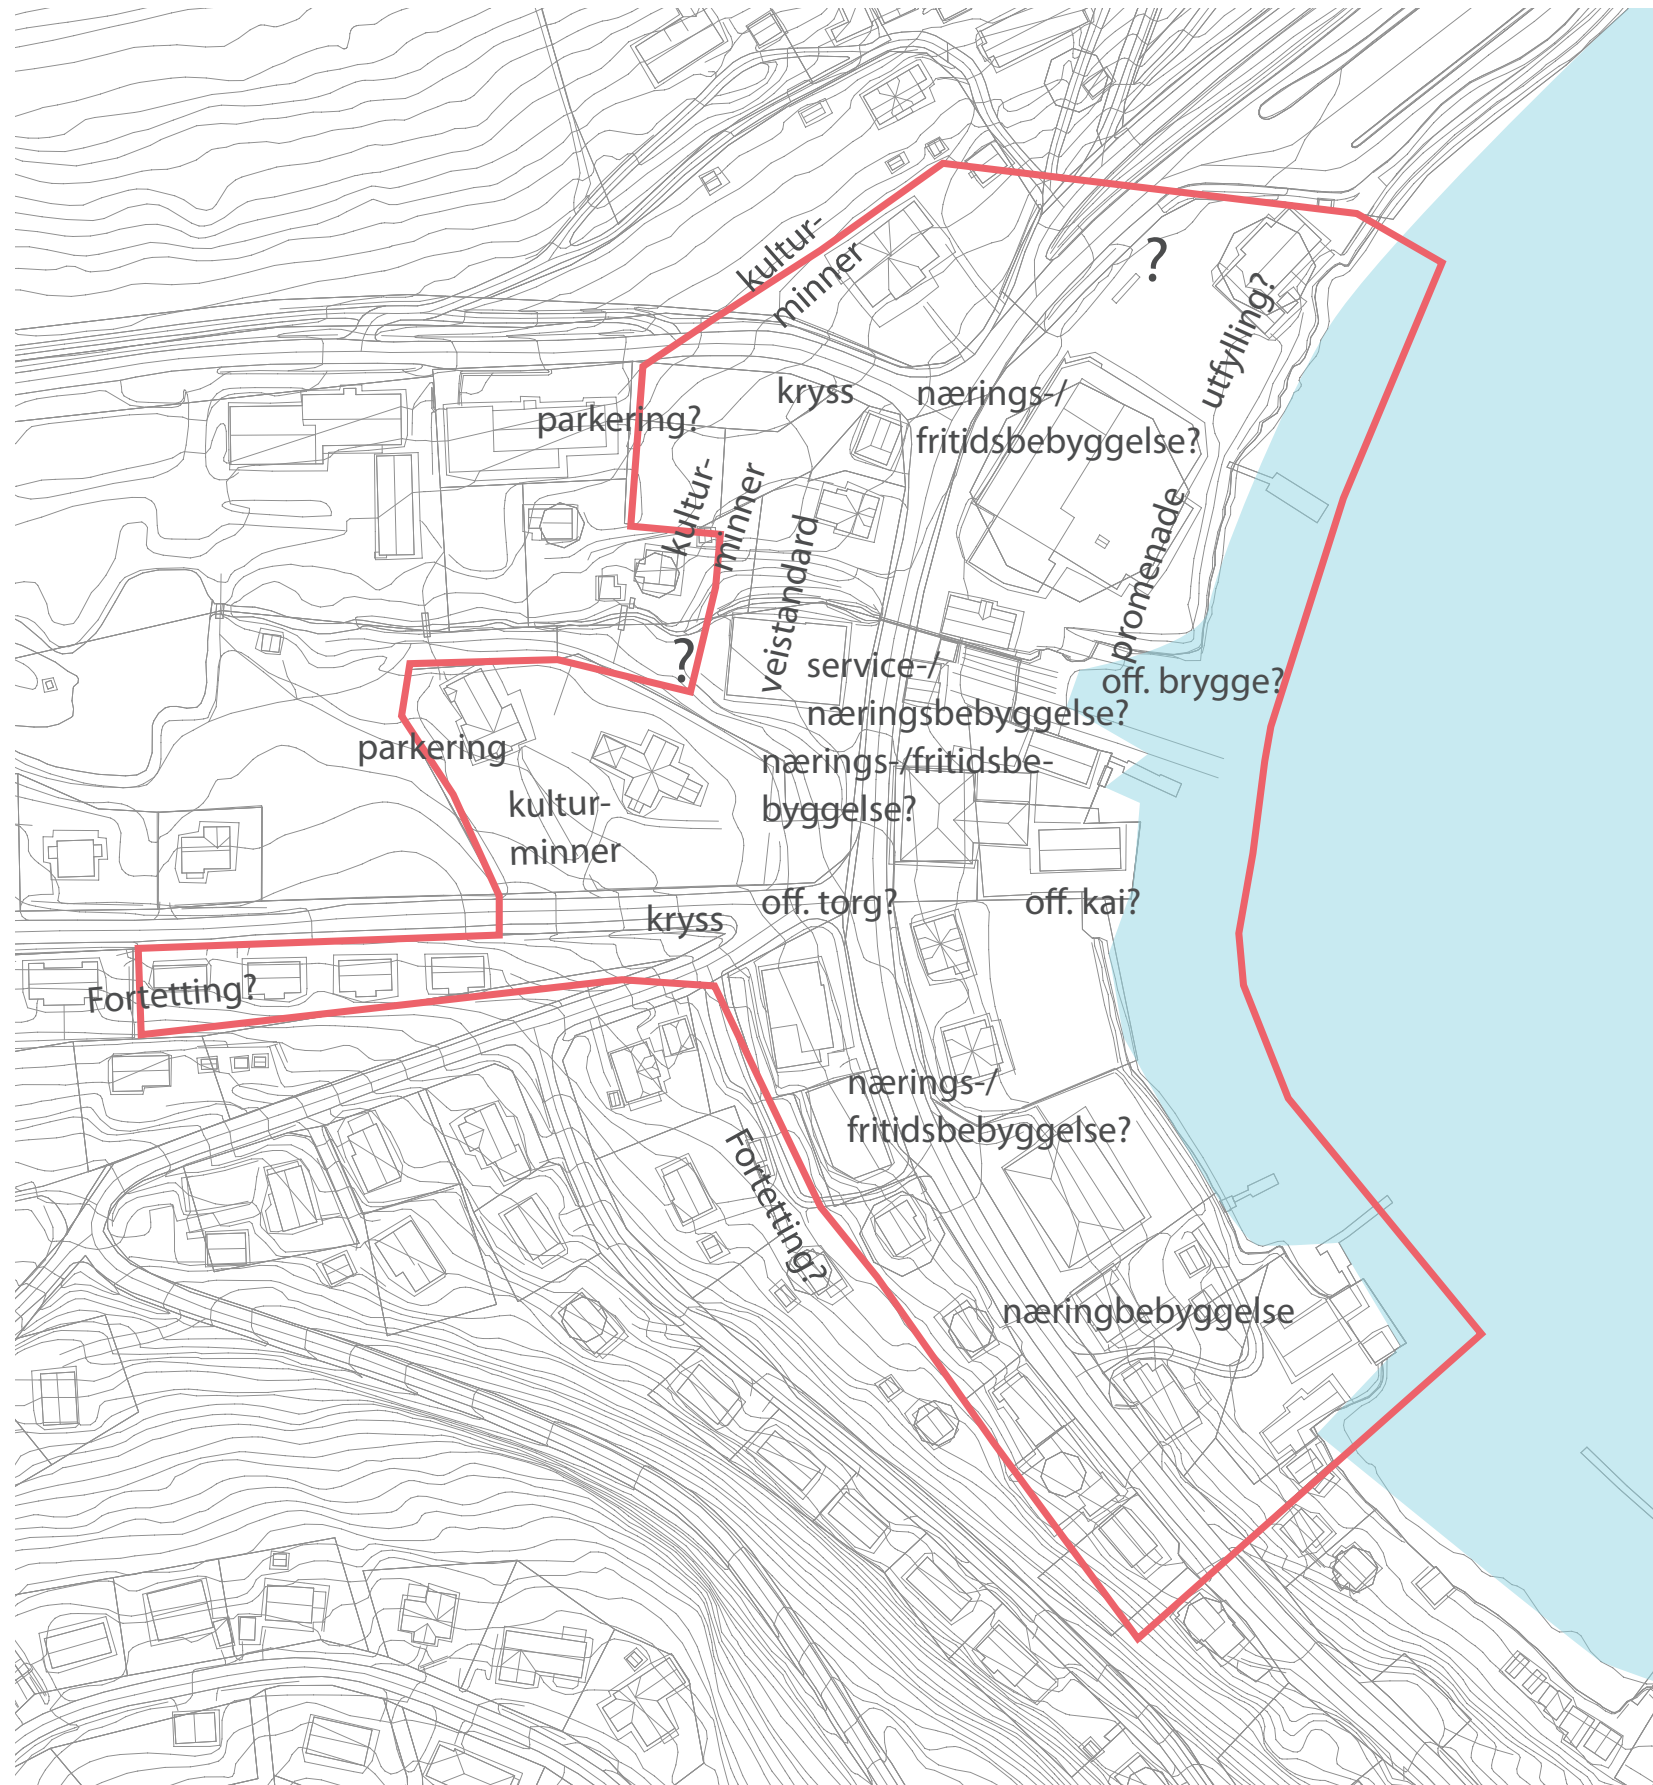 kultur-
minner
?
utfylling?
kryss
nærings-/
fritidsbebyggelse?
parkering?
kultur-
minner
veistandard
promenade
?
service-/
næringsbebyggelse?
off. brygge?
parkering
nærings-/fritidsbe-
byggelse?
kultur-
minner
off. torg?
off. kai?
kryss
Fortetting?
nærings-/
fritidsbebyggelse?
Fortetting?
næringbebyggelse